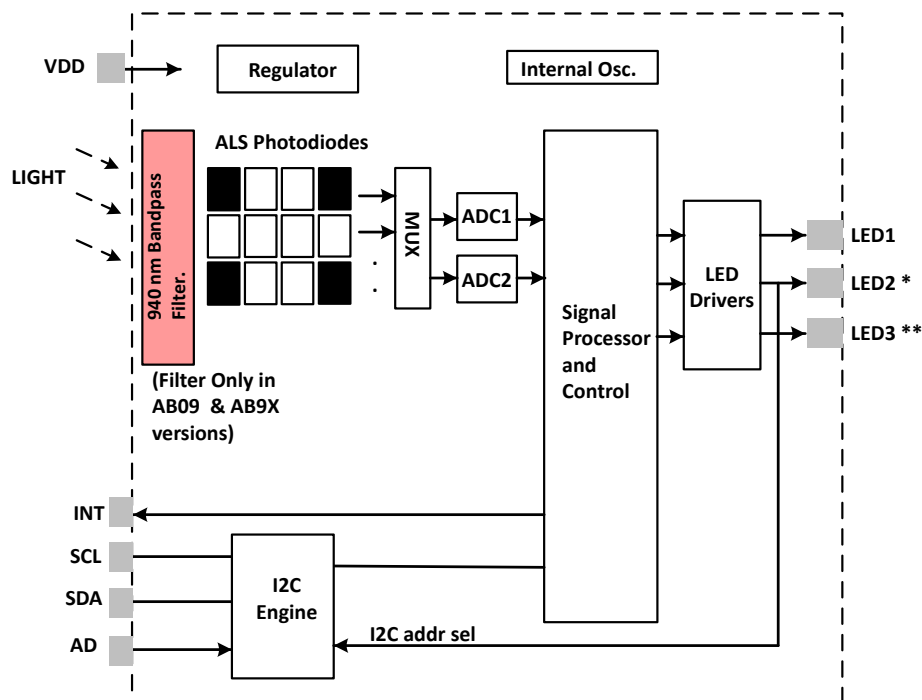 VDD
Regulator
Internal Osc.
ALS Photodiodes
LIGHT
940 nm Bandpass
Filter.
MUX
ADC1
ADC2
Signal
Processor
and
Control
LED
Drivers
LED1
LED2 *
LED3 **
(Filter Only in
AB09 & AB9X
versions)
INT
SCL
SDA
AD
I2C
Engine
I2C addr sel